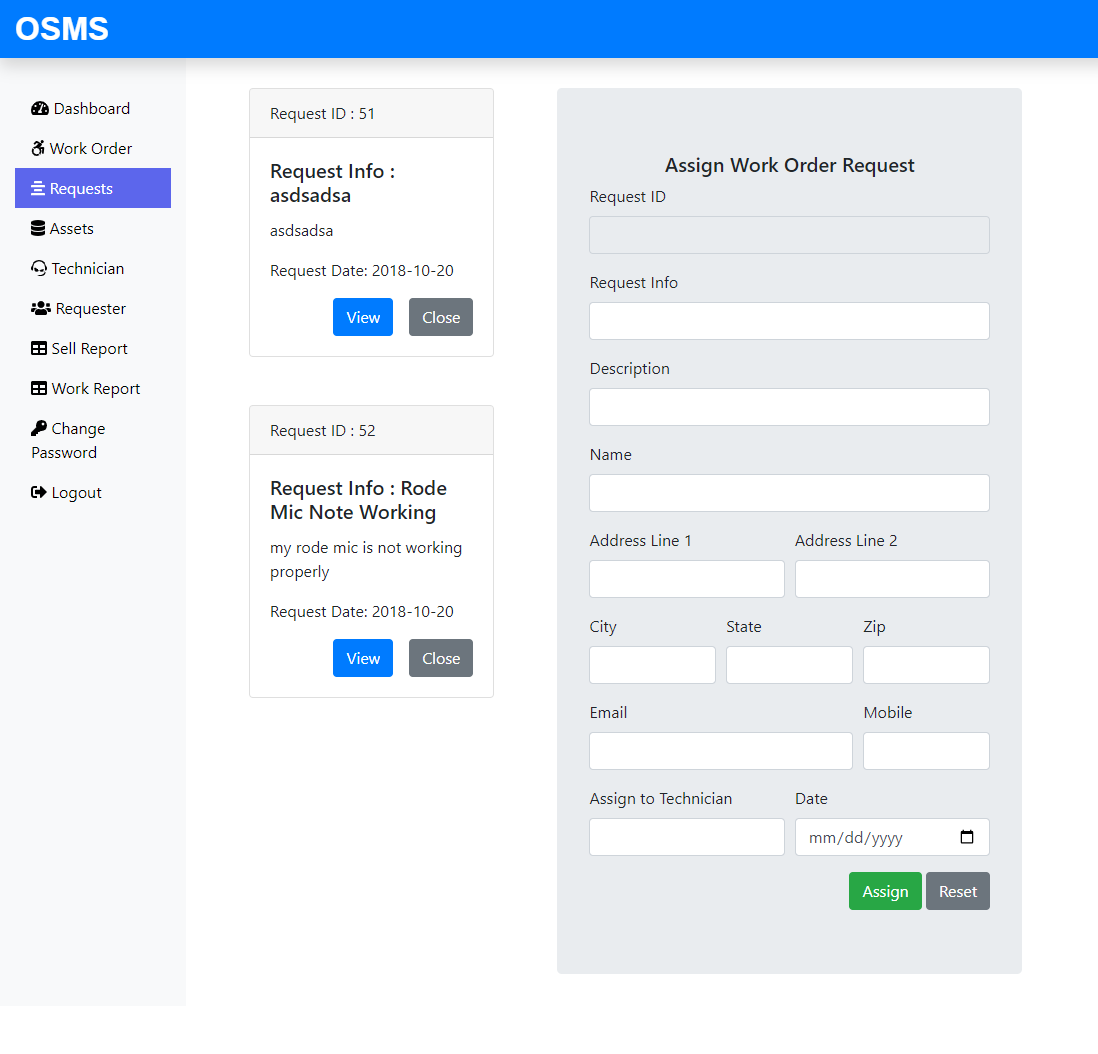 OSMS
Dashboard
Work Order
Requests
Assets
Technician
Requester
Sell Report
Work Report
Change
Password
Logout
Request ID : 51
Request Info :
asdsadsa
asdsadsa
Request Date: 2018-10-20
View Close
Request ID : 52
Request Info : Rode
Mic Note Working
my rode mic is not working
properly
Request Date: 2018-10-20
View Close
Assign Work Order Request
Request ID
Request Info
Description
Name
Address Line 1 Address Line 2
City State Zip
Email Mobile
Assign to Technician Date
mm/dd/yyyy
Assign Reset